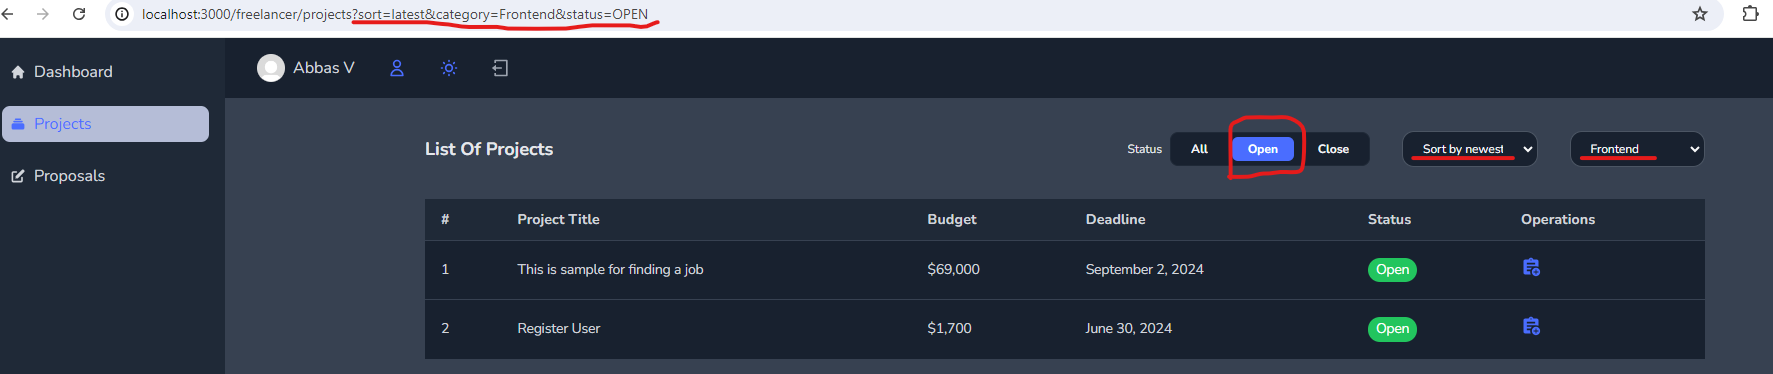 localhost:3000/freelancer/projects?sort=latest&category=Frontend&status=OPEN
Dashboard
Projects
Proposals
Abbas V
List Of Projects
Status All Open Close Sort by newest Frontend
# Project Title Budget Deadline Status Operations
1 This is sample for finding a job $69,000 September 2, 2024 Open
2 Register User $1,700 June 30, 2024 Open